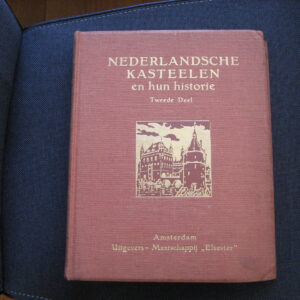 NEDERLANDSCHE
KASTEELEN
en hun historie
Tweede Deel
Amsterdam
Uitgevers-Maatschappij „Elsevier"